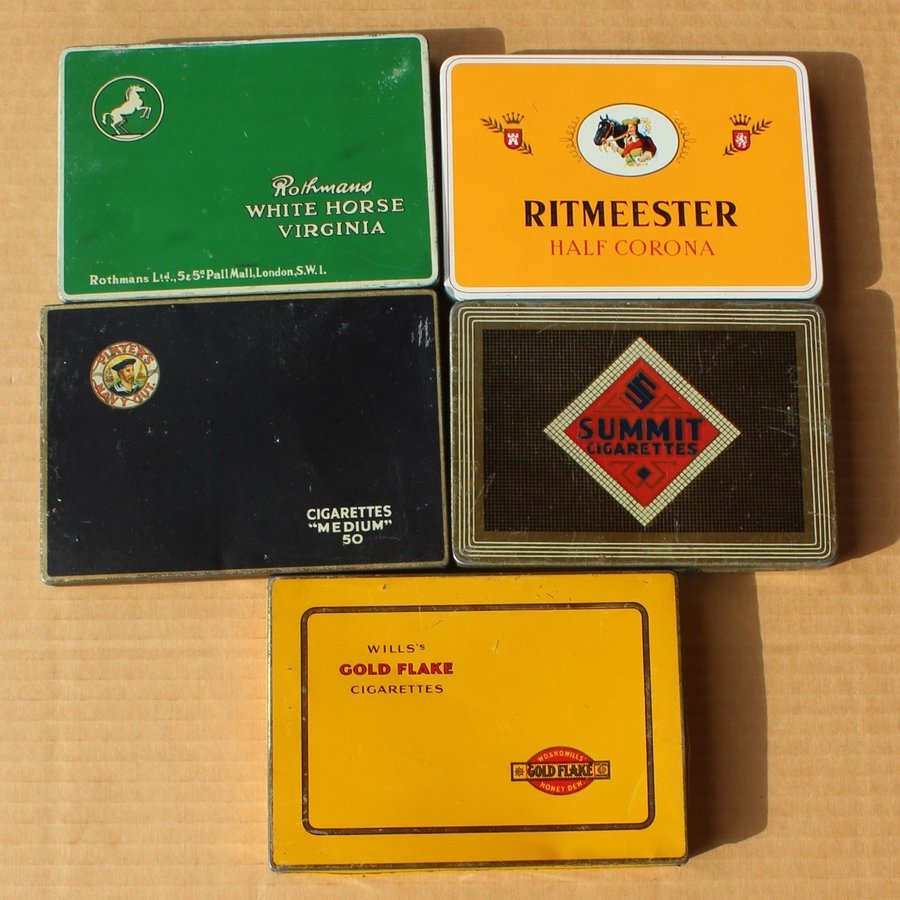 Rothmans
WHITE HORSE
VIRGINIA
Rothmans Ltd., 5 & 5ᵃ Pall Mall, London, S.W.1.
RITMEESTER
HALF CORONA
PLAYER'S
NAVY CUT.
CIGARETTES
"MEDIUM"
50
S
SUMMIT
CIGARETTES
WILLS's
GOLD FLAKE
CIGARETTES
W.D.& H.O.WILLS'
GOLD FLAKE
HONEY DEW